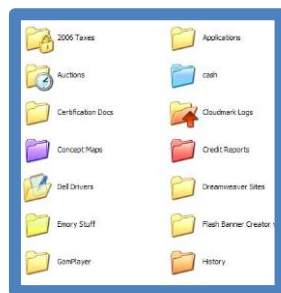 2006 Taxes
Applications
Auctions
cash
Certification Docs
Cloudmark Logs
Concept Maps
Credit Reports
Dell Drivers
Dreamweaver Sites
Emory Stuff
Flash Banner Creator
GomPlayer
History